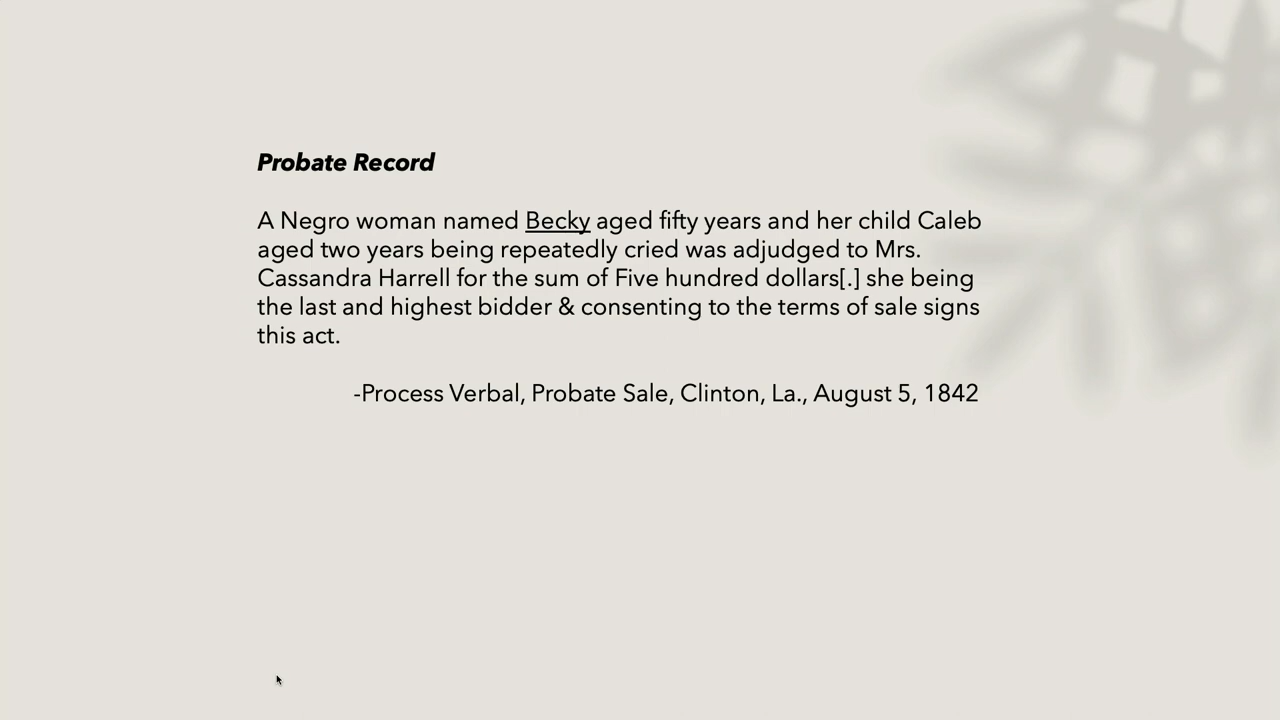 Probate Record
A Negro woman named Becky aged fifty years and her child Caleb
aged two years being repeatedly cried was adjudged to Mrs.
Cassandra Harrell for the sum of Five hundred dollars[.] she being
the last and highest bidder & consenting to the terms of sale signs
this act.
-Process Verbal, Probate Sale, Clinton, La., August 5, 1842